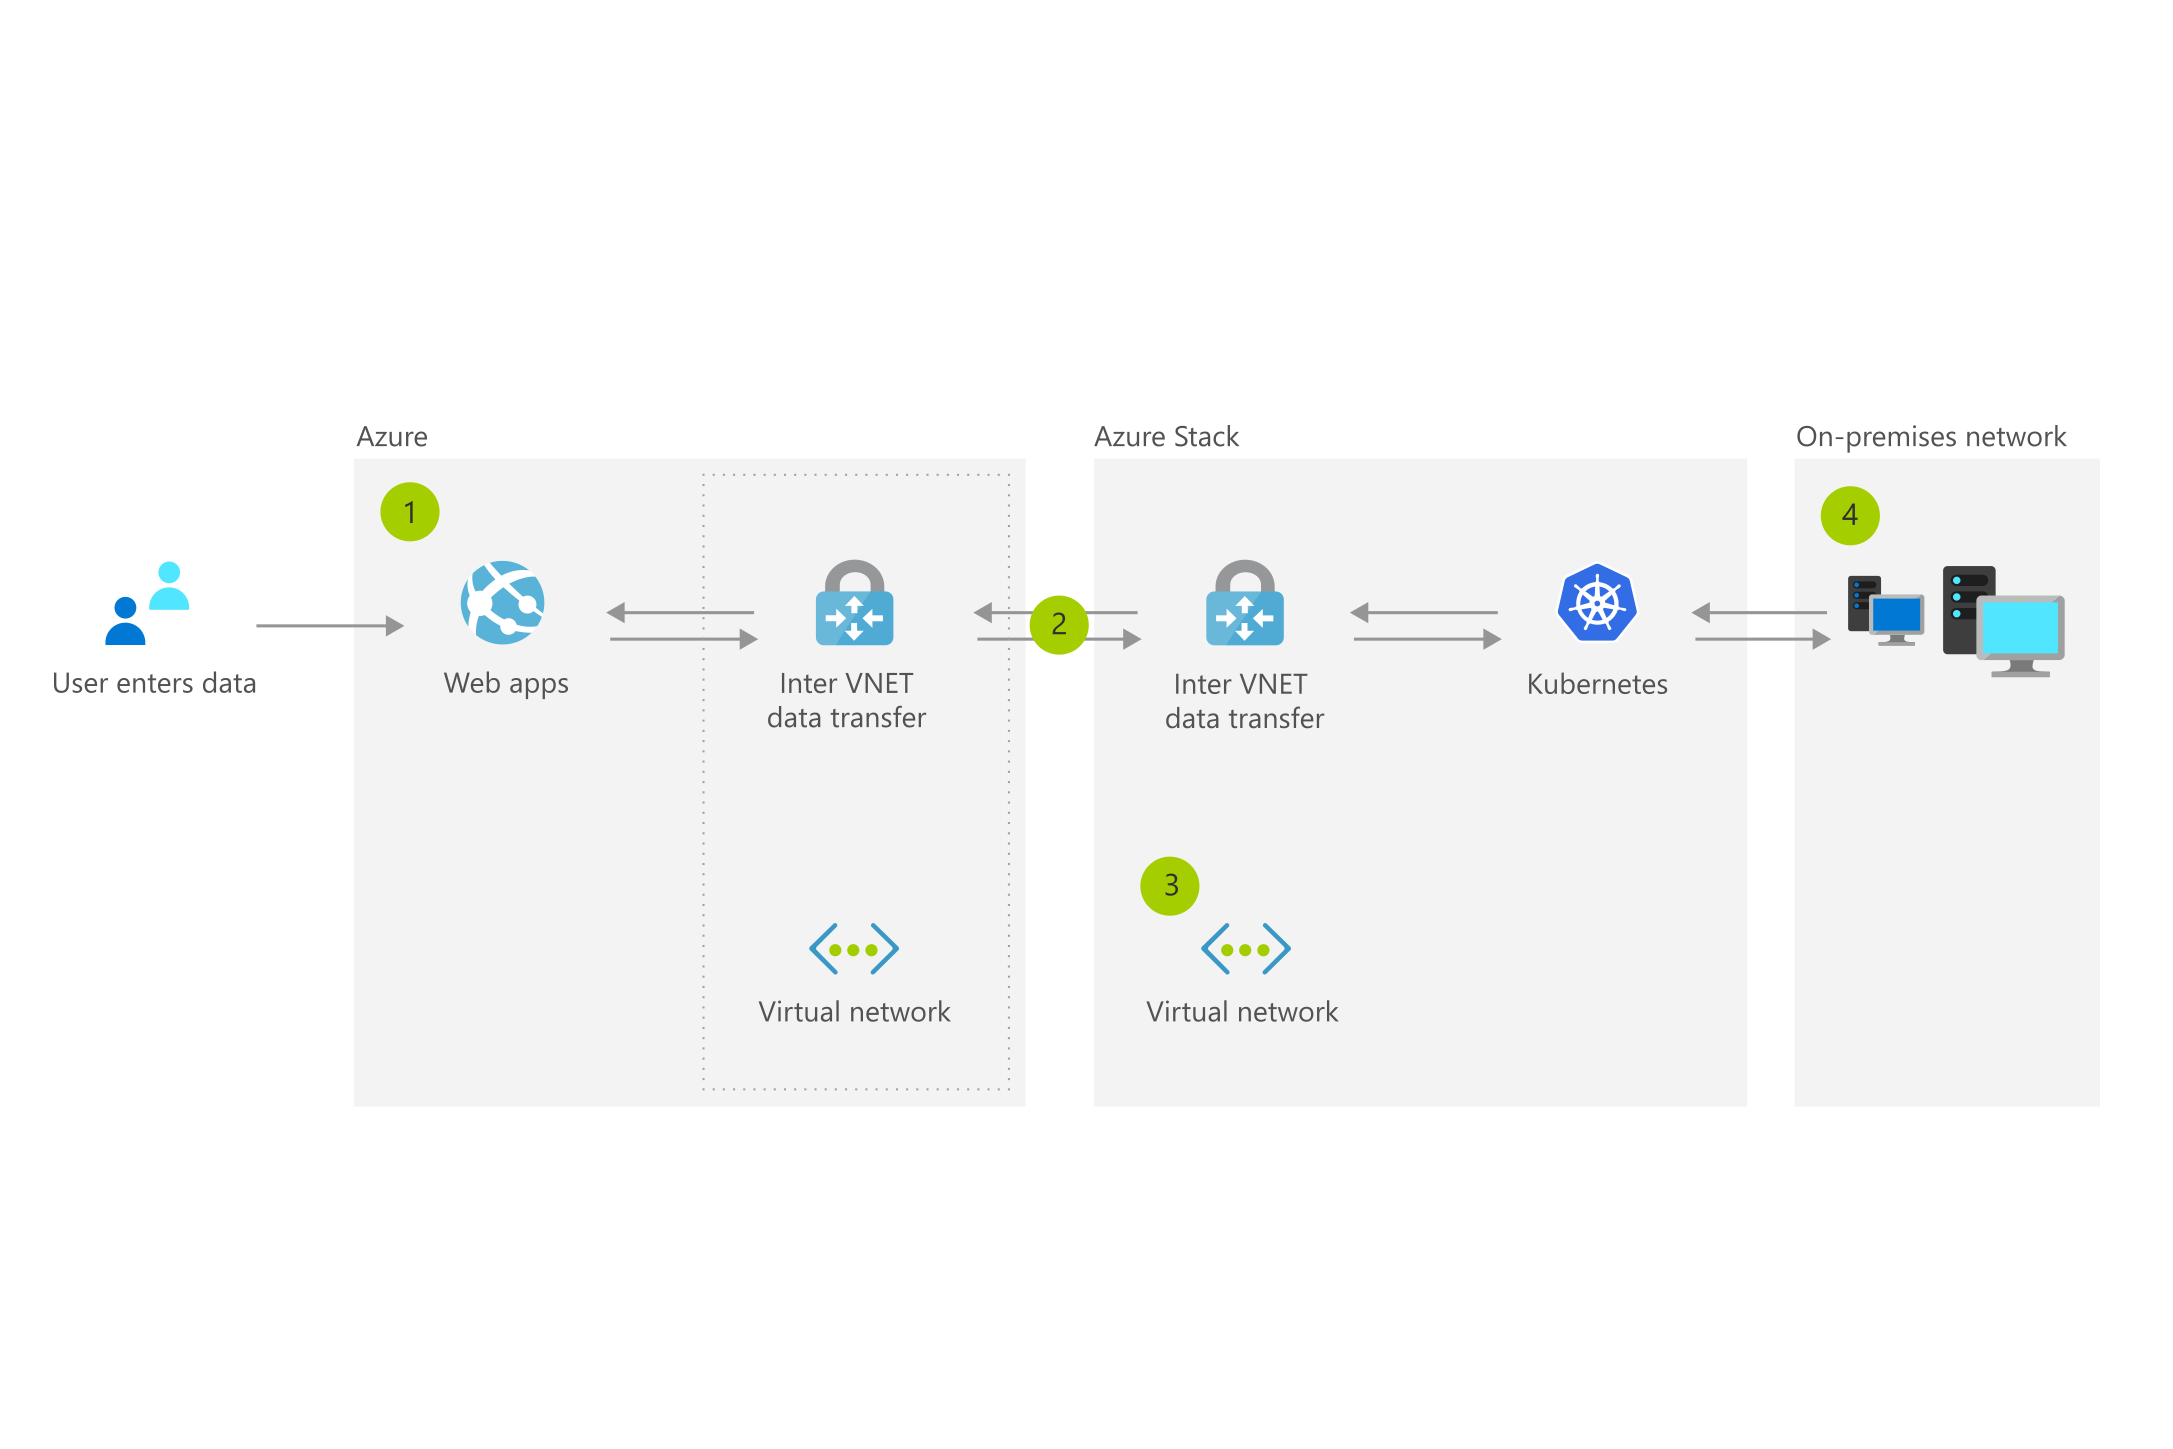 Azure
Azure Stack
On-premises network
1
4
2
User enters data
Web apps
Inter VNET
data transfer
Inter VNET
data transfer
Kubernetes
3
Virtual network
Virtual network